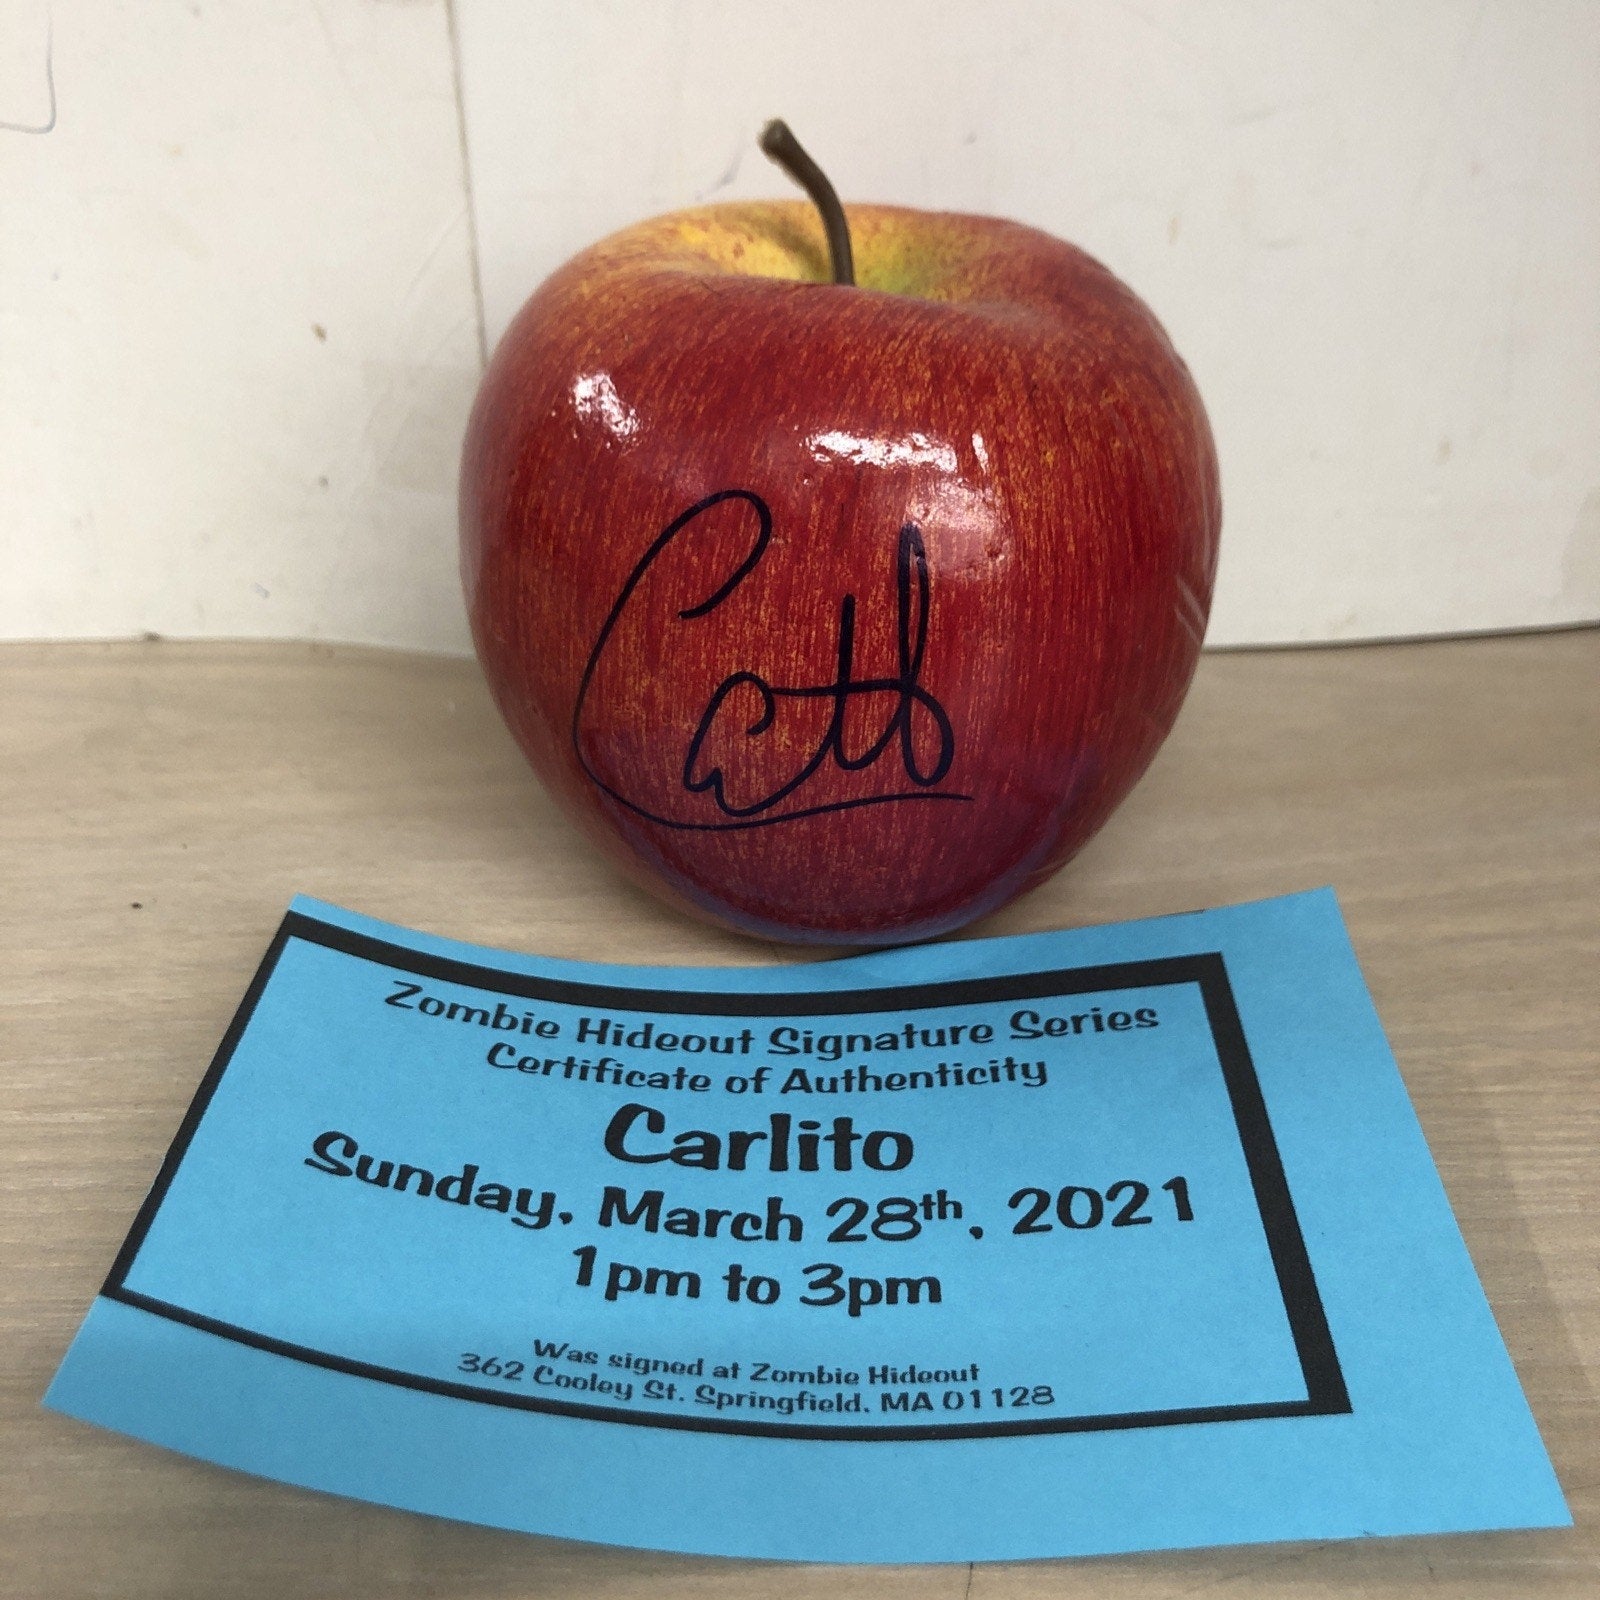 Carlito
Zombie Hideout Signature Series
Certificate of Authenticity
Carlito
Sunday, March 28th, 2021
1pm to 3pm
Was signed at Zombie Hideout
362 Cooley St. Springfield, MA 01128